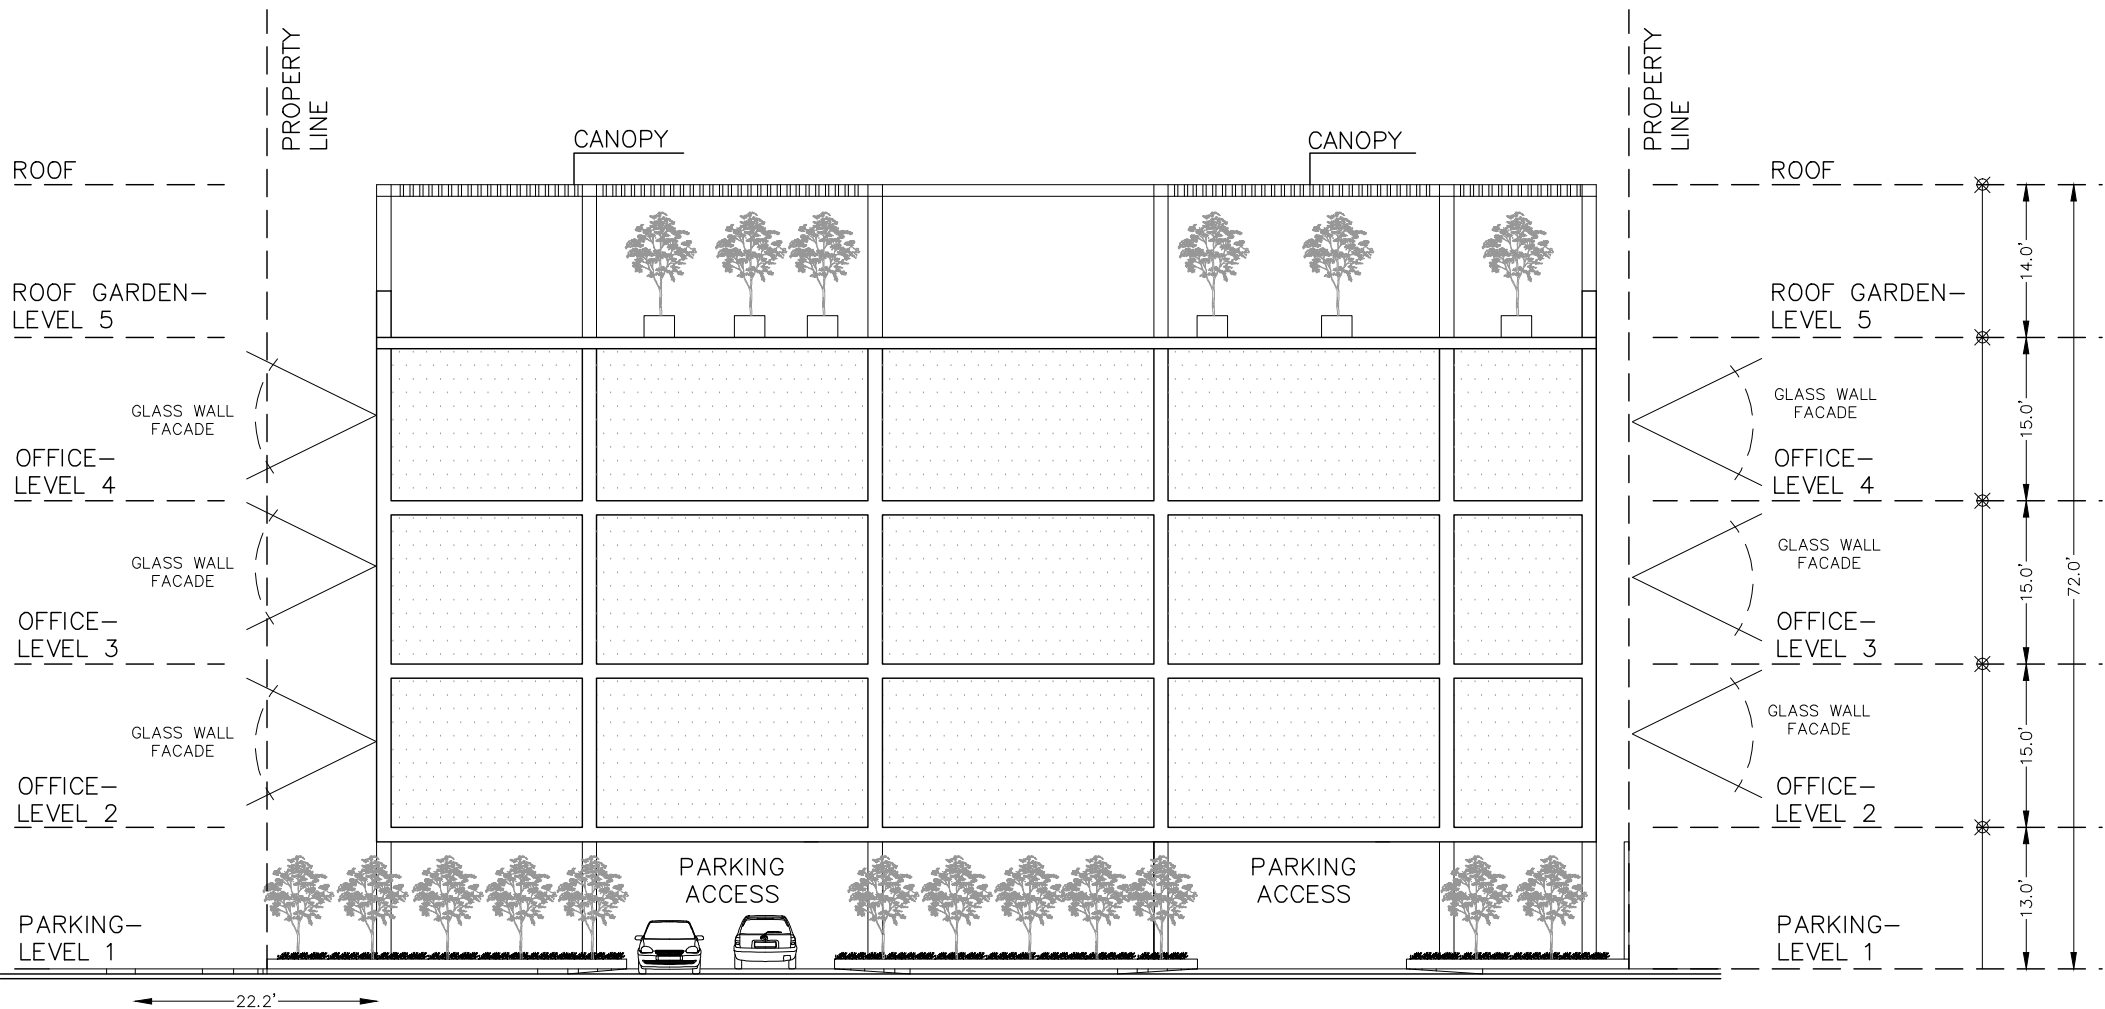 PROPERTY
LINE
PROPERTY
LINE
CANOPY
CANOPY
ROOF
ROOF
ROOF GARDEN-
LEVEL 5
ROOF GARDEN-
LEVEL 5
14.0'
GLASS WALL
FACADE
GLASS WALL
FACADE
15.0'
OFFICE-
LEVEL 4
OFFICE-
LEVEL 4
GLASS WALL
FACADE
GLASS WALL
FACADE
15.0'
72.0'
OFFICE-
LEVEL 3
OFFICE-
LEVEL 3
GLASS WALL
FACADE
GLASS WALL
FACADE
15.0'
OFFICE-
LEVEL 2
OFFICE-
LEVEL 2
PARKING
ACCESS
PARKING
ACCESS
13.0'
PARKING-
LEVEL 1
PARKING-
LEVEL 1
22.2'